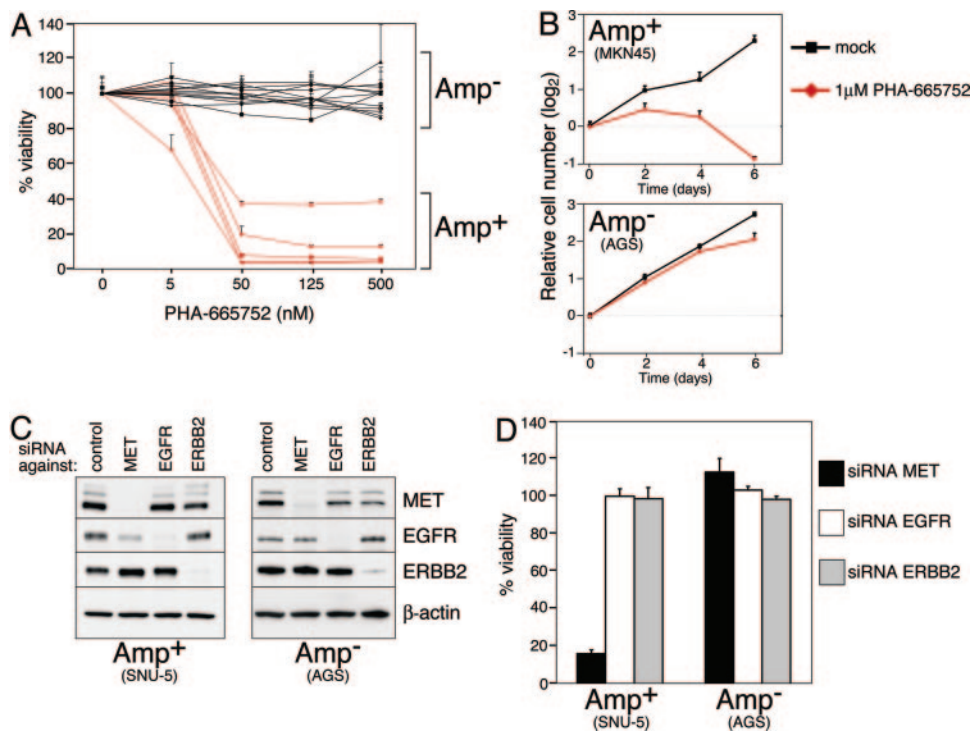 A
140
120
100
80
60
40
20
0
% viability
0 5 50 125 500
PHA-665752 (nM)
Amp-
Amp+
B
Amp+
(MKN45)
3
2
1
0
-1
0 2 4 6
Time (days)
Amp-
(AGS)
3
2
1
0
-1
0 2 4 6
Time (days)
Relative cell number (log2)
mock
1μM PHA-665752
C
siRNA
against:
control MET EGFR ERBB2
control MET EGFR ERBB2
MET
EGFR
ERBB2
β-actin
Amp+
(SNU-5)
Amp-
(AGS)
D
140
120
100
80
60
40
20
0
% viability
Amp+
(SNU-5)
Amp-
(AGS)
siRNA MET
siRNA EGFR
siRNA ERBB2